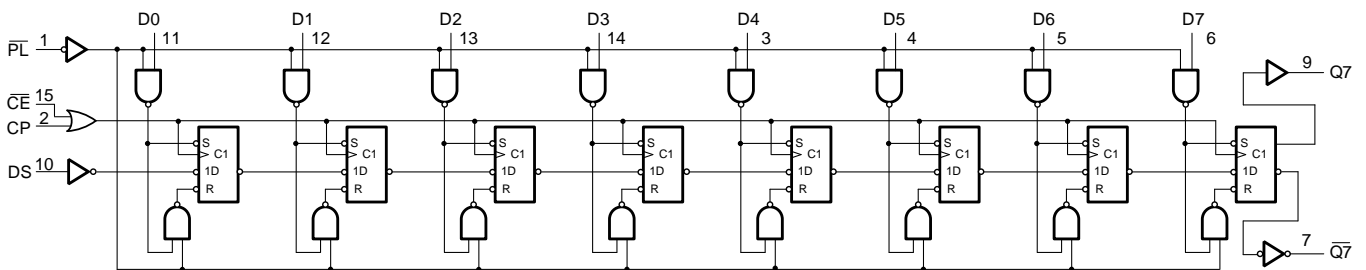 D0 D1 D2 D3 D4 D5 D6 D7
PL 1 11 12 13 14 3 4 5 6
9 Q7
CE 15
CP 2
S S S S S S S S
C1 C1 C1 C1 C1 C1 C1 C1
DS 10 1D 1D 1D 1D 1D 1D 1D 1D
R R R R R R R R
7 Q7